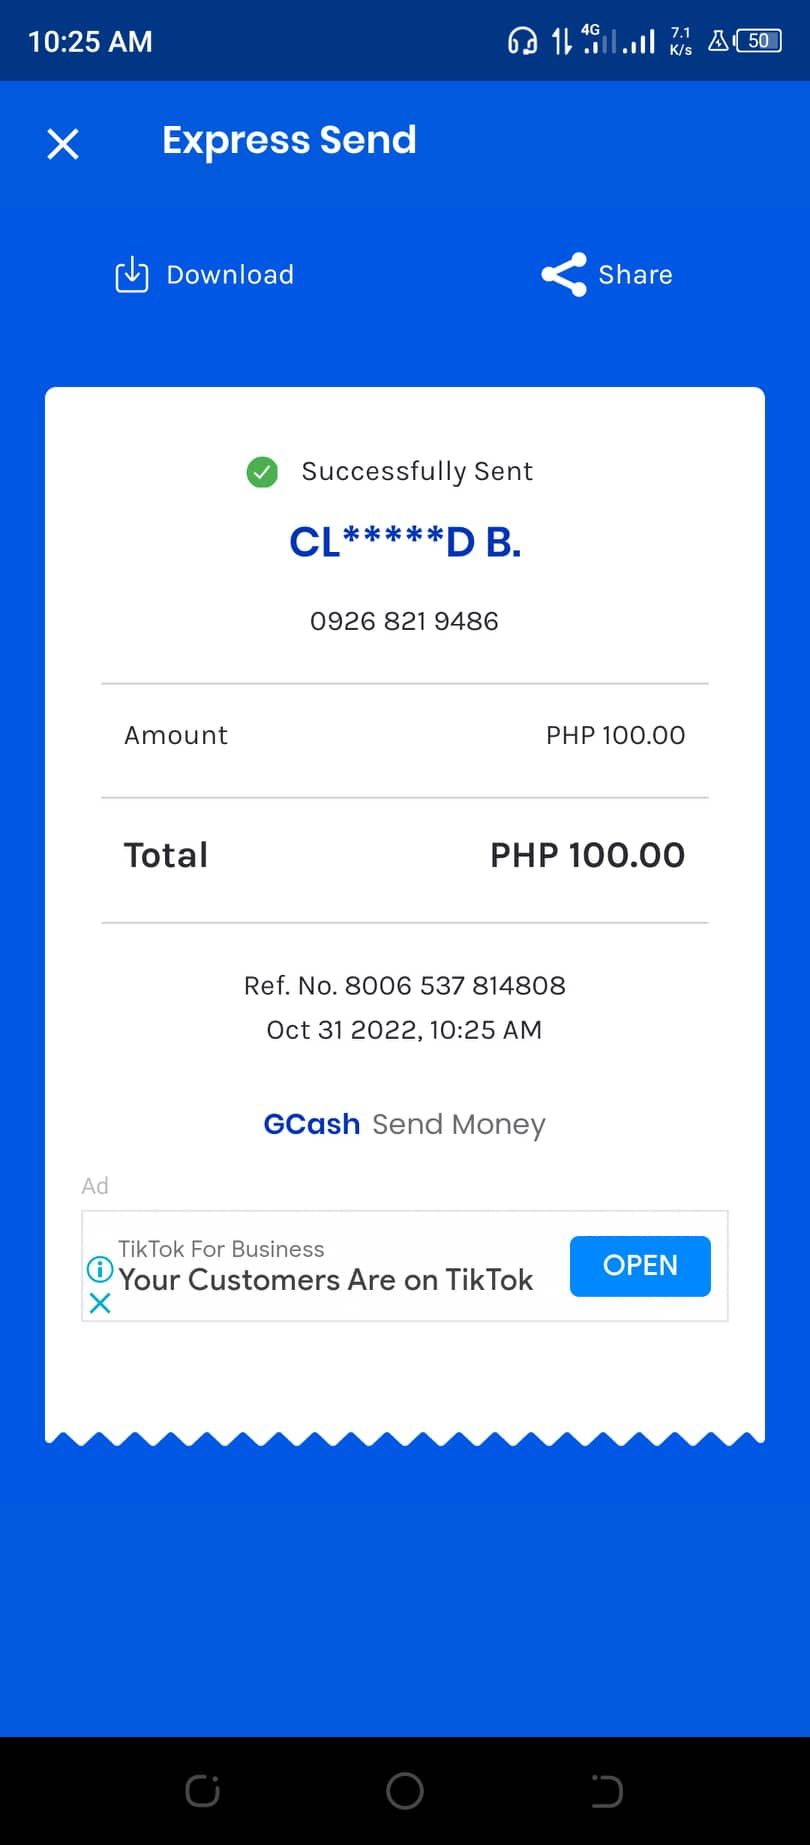 10:25 AM
4G
7.1
K/s
50
Express Send
Download
Share
Successfully Sent
CL*****D B.
0926 821 9486
Amount PHP 100.00
Total PHP 100.00
Ref. No. 8006 537 814808
Oct 31 2022, 10:25 AM
GCash Send Money
Ad
TikTok For Business
Your Customers Are on TikTok
OPEN